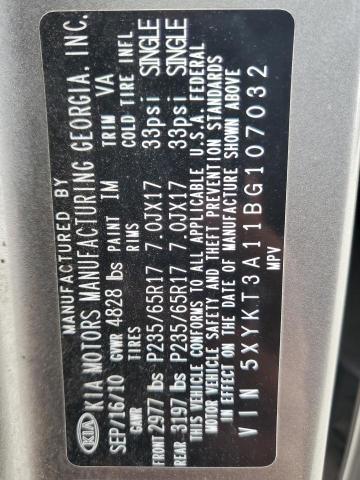 MANUFACTURED BY
KIA KIA MOTORS MANUFACTURING GEORGIA, INC.
SEP/16/10 GVWR 4828 lbs PAINT IM TRIM VA
GAWR TIRES RIMS COLD TIRE INFL
FRONT 2977 lbs P235/65R17 7.0JX17 33psi SINGLE
REAR 3197 lbs P235/65R17 7.0JX17 33psi SINGLE
THIS VEHICLE CONFORMS TO ALL APPLICABLE U.S.A. FEDERAL
MOTOR VEHICLE SAFETY AND THEFT PREVENTION STANDARDS
IN EFFECT ON THE DATE OF MANUFACTURE SHOWN ABOVE
VIN 5XYKT3A11BG107032
MPV